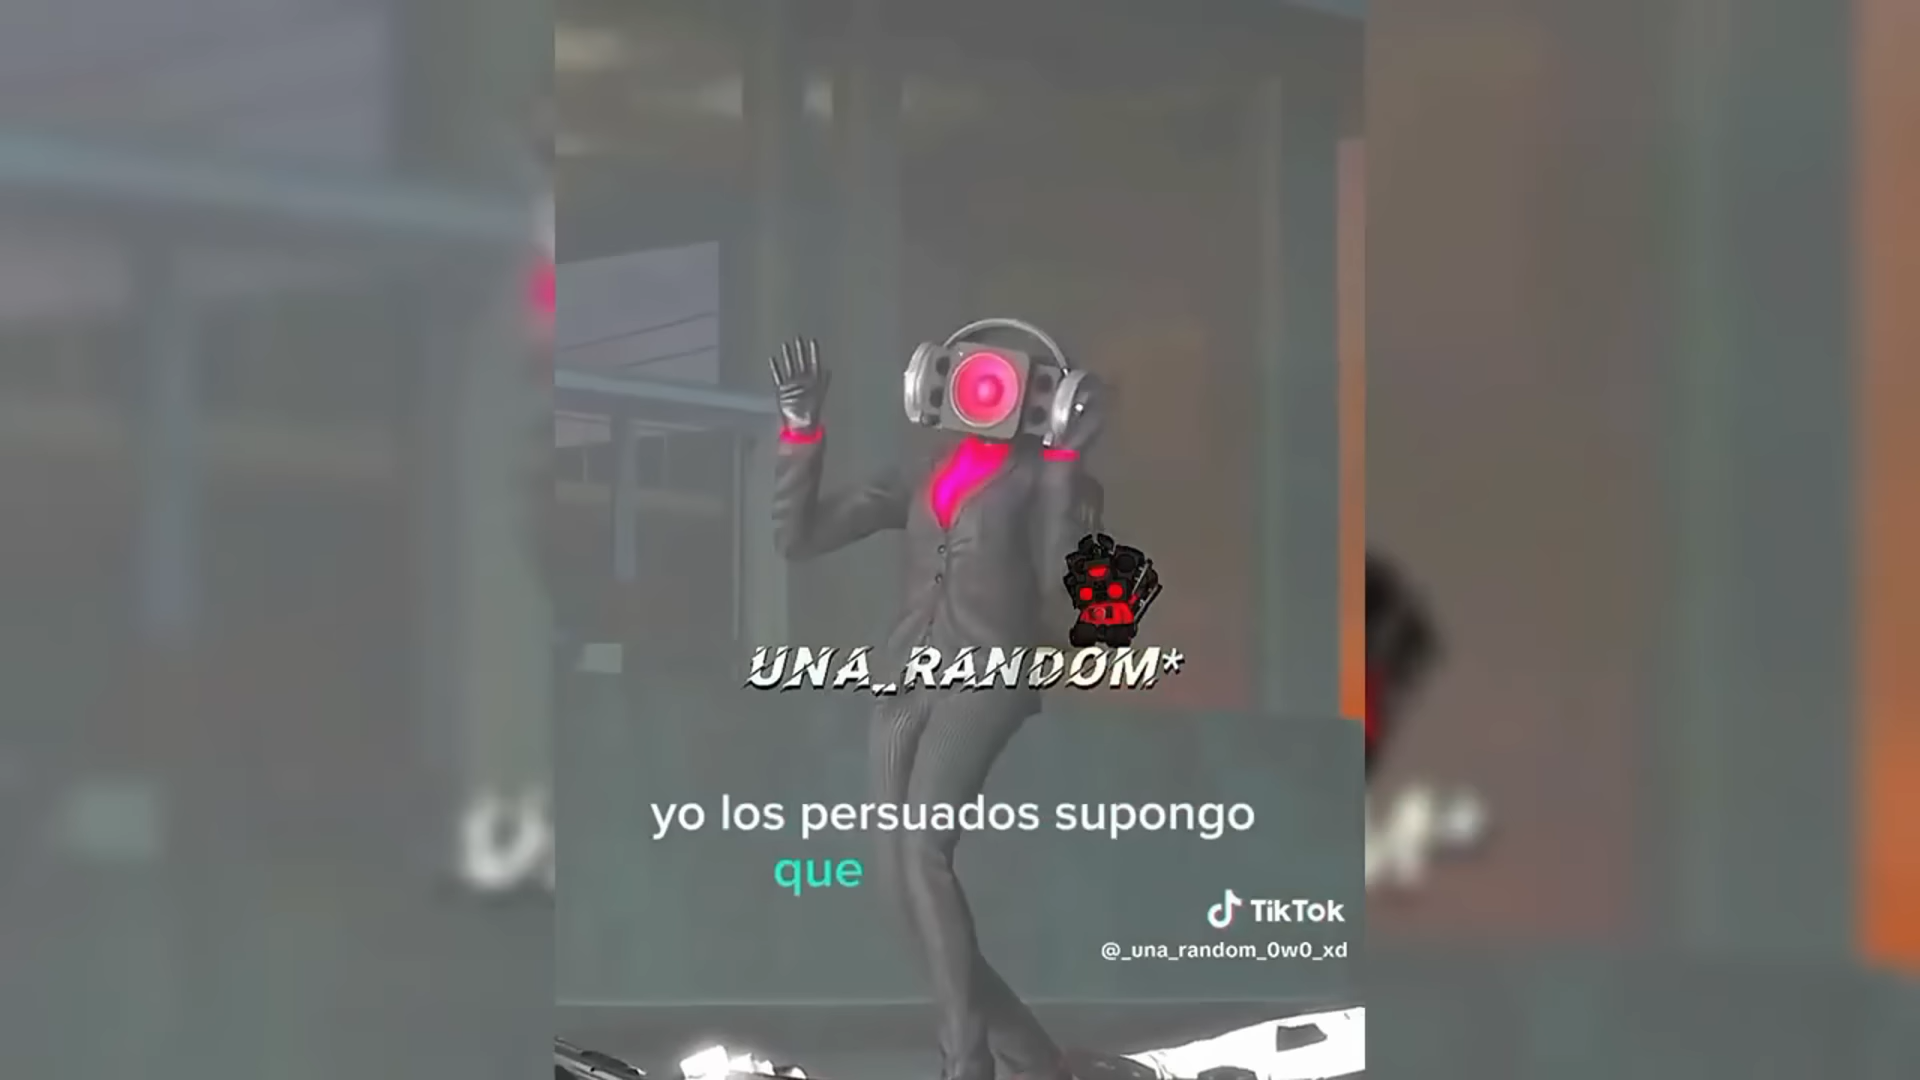 UNA_RANDOM*
yo los persuados supongo
que
TikTok
@_una_random_0w0_xd